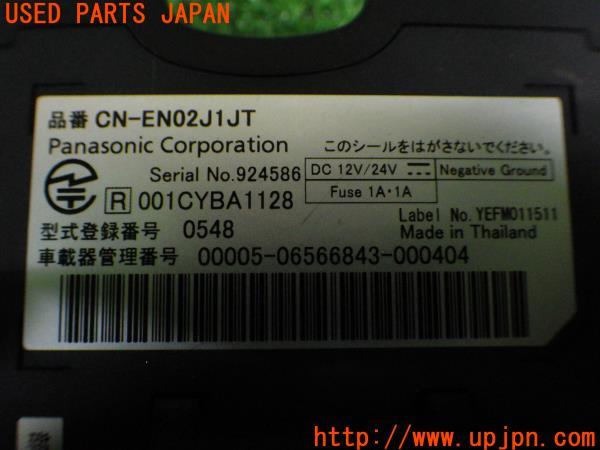 USED PARTS JAPAN
品番 CN-EN02J1JT
Panasonic Corporation
このシールをはがさないでください。
Serial No.924586
DC 12V/24V
Negative Ground
Fuse 1A・1A
R 001CYBA1128
Label No. YEFM011511
型式登録番号 0548
Made in Thailand
車載器管理番号 00005-06566843-000404
http://www.upjpn.com